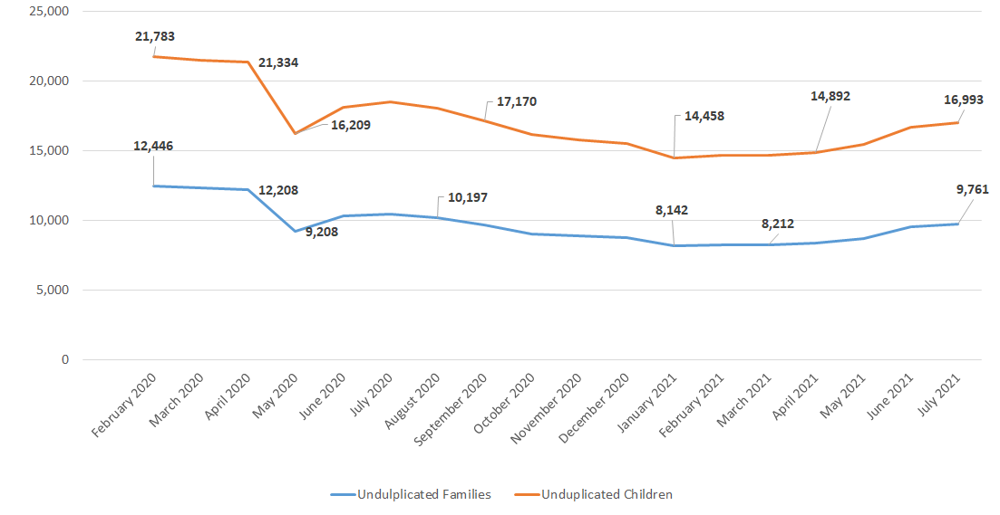 25,000
20,000
15,000
10,000
5,000
0
21,783
21,334
16,209
17,170
14,458
14,892
16,993
12,446
12,208
9,208
10,197
8,142
8,212
9,761
February 2020
March 2020
April 2020
May 2020
June 2020
July 2020
August 2020
September 2020
October 2020
November 2020
December 2020
January 2021
February 2021
March 2021
April 2021
May 2021
June 2021
July 2021
Undulplicated Families
Unduplicated Children